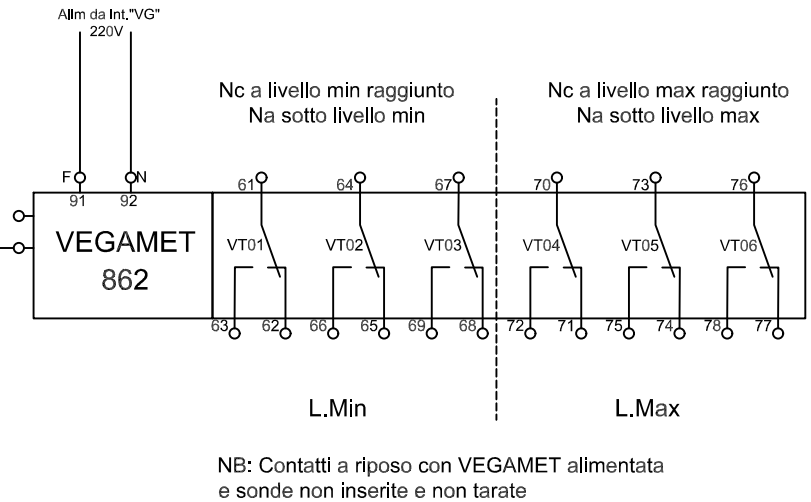 Allm da Int."VG"
220V
Nc a livello min raggiunto
Na sotto livello min
Nc a livello max raggiunto
Na sotto livello max
F N 61 64 67 70 73 76
91 92
VEGAMET
862
VT01 VT02 VT03 VT04 VT05 VT06
63 62 66 65 69 68 72 71 75 74 78 77
L.Min L.Max
NB: Contatti a riposo con VEGAMET alimentata
e sonde non inserite e non tarate